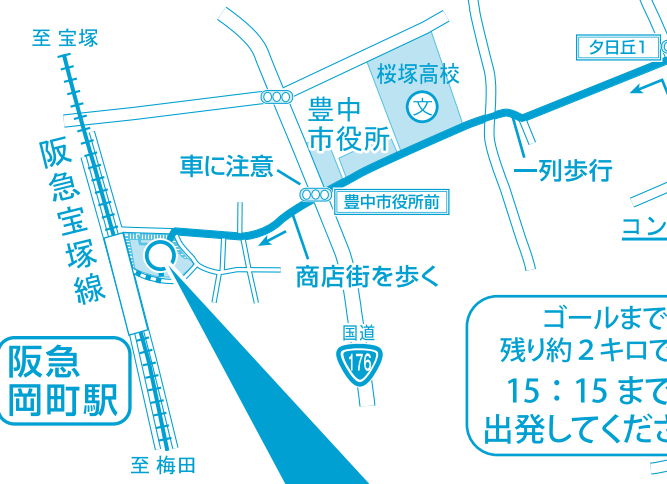 至 宝塚
夕日丘1
桜塚高校
文
豊中
市役所
阪急宝塚線
車に注意
一列歩行
豊中市役所前
コン
商店街を歩く
国道
176
ゴールまで
残り約2キロで
15：15まで
出発してくださ
阪急
岡町駅
至 梅田